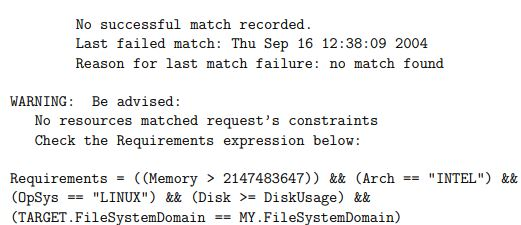 No successful match recorded.
Last failed match: Thu Sep 16 12:38:09 2004
Reason for last match failure: no match found
WARNING: Be advised:
No resources matched request's constraints
Check the Requirements expression below:
Requirements = ((Memory > 2147483647)) && (Arch == "INTEL") &&
(OpSys == "LINUX") && (Disk >= DiskUsage) &&
(TARGET.FileSystemDomain == MY.FileSystemDomain)